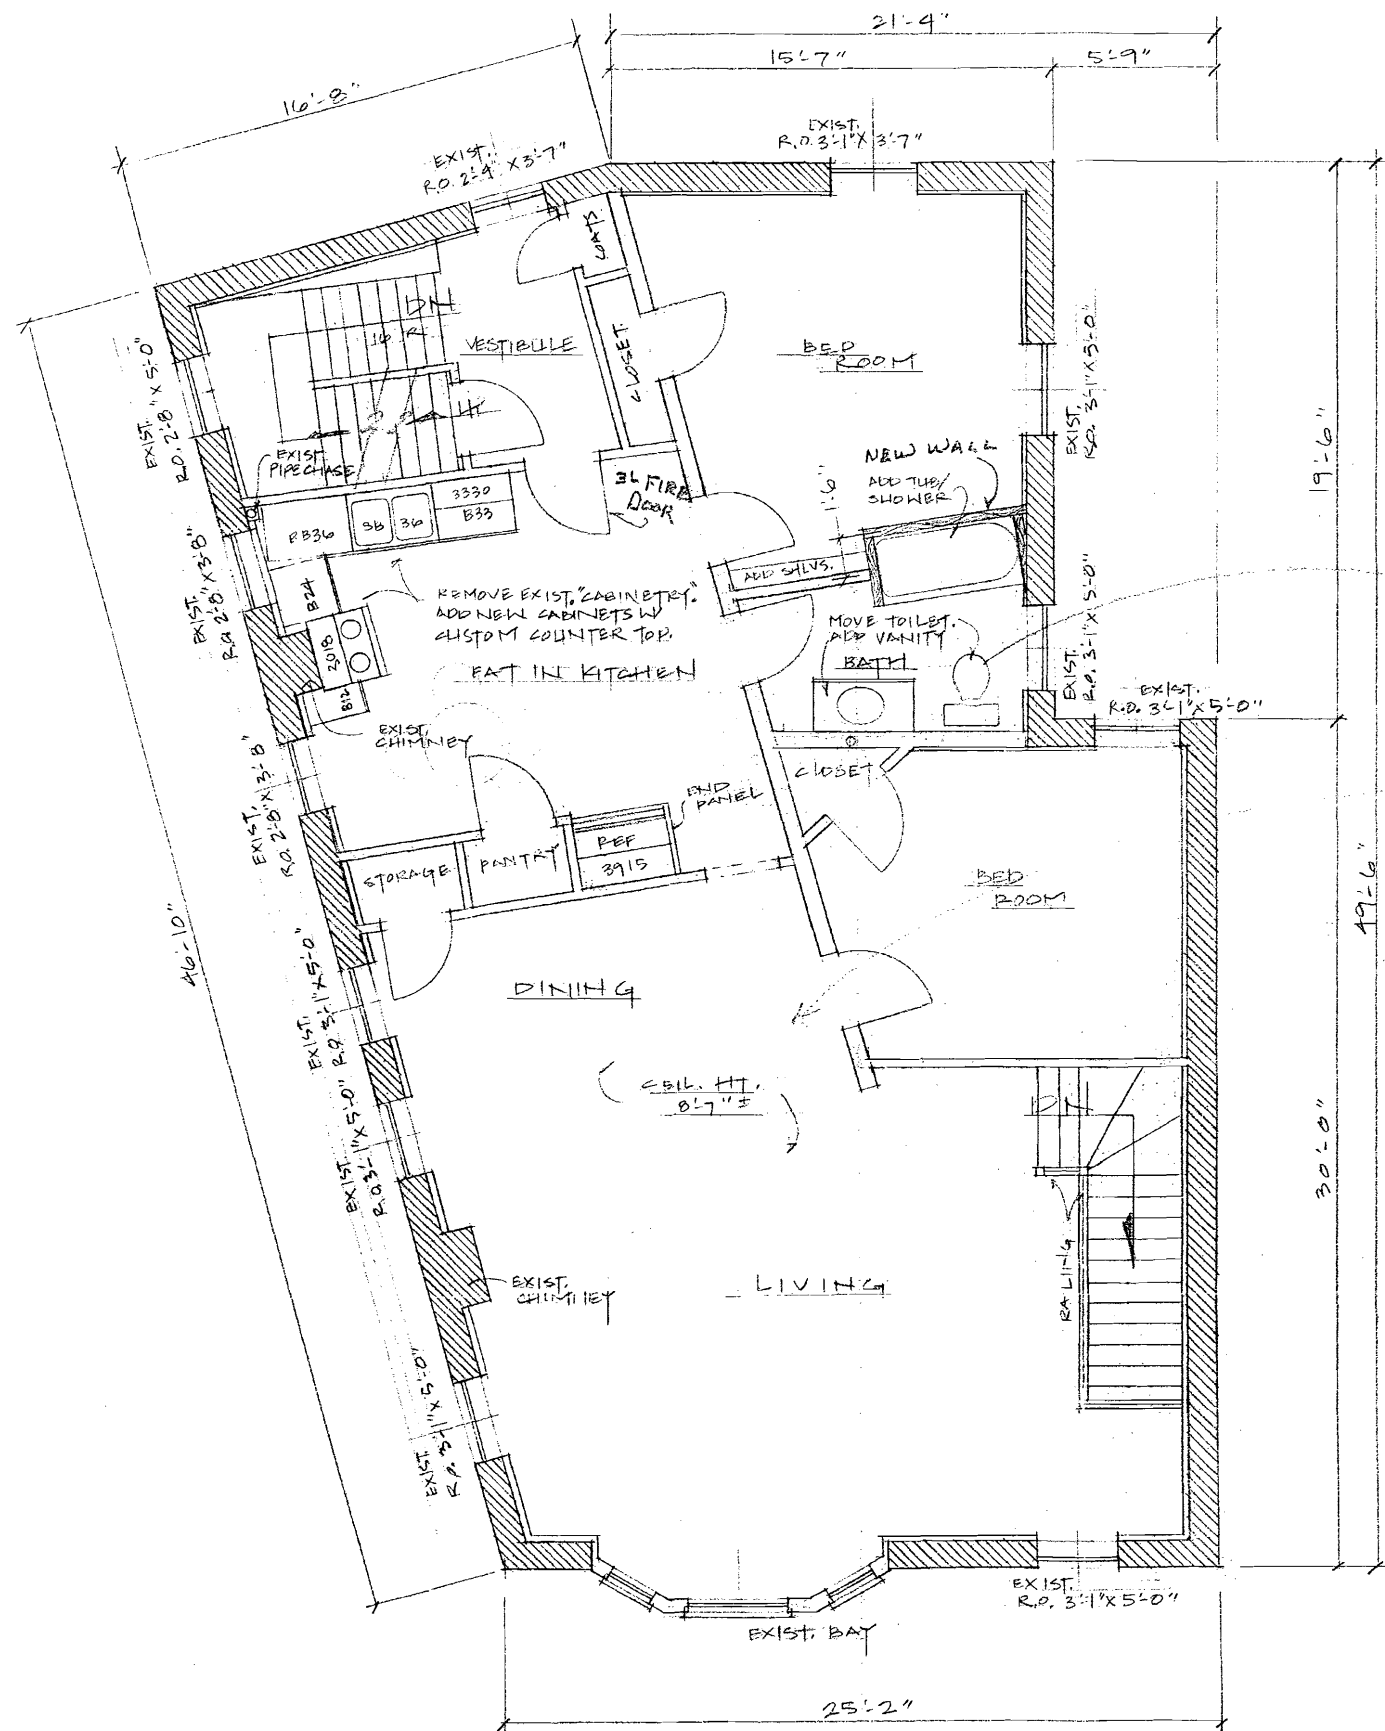 21'-4"
15'-7"
5'-9"
16'-8"
EXIST.
R.O. 3'-1" X 3'-7"
EXIST.
R.O. 2'-9" X 3'-7"
COATS
DN
16 R
VESTIBULE
CLOSET
BED
ROOM
EXIST.
R.O. 2'-8" X 5'-0"
EXIST.
R.O. 3'-1" X 5'-0"
19'-6"
EXIST.
PIPECHASE
NEW WALL
ADD TUB/
SHOWER
1'-6"
36 FIRE
DOOR
3330
B33
RB36
SB
36
B24
ADD SHLVS.
EXIST.
R.O. 2'-8" X 3'-8"
REMOVE EXIST. "CABINETRY."
ADD NEW CABINETS W/
CUSTOM COUNTER TOP.
MOVE TOILET.
ADD VANITY
BATH
EXIST.
R.O. 3'-1" X 5'-0"
2018
B12
EAT IN KITCHEN
EXIST.
R.O. 3'-1" X 5'-0"
EXIST.
CHIMNEY
EXIST.
R.O. 2'-8" X 3'-8"
CLOSET
END
PANEL
REF
3915
STORAGE
PANTRY
BED
ROOM
49'-6"
46'-10"
DINING
EXIST.
R.O. 3'-1" X 5'-0"
CEIL. HT.
8'-7" ±
DN
30'-0"
EXIST.
R.O. 3'-1" X 5'-0"
RAILING
EXIST.
CHIMNEY
LIVING
EXIST.
R.O. 3'-1" X 5'-0"
EXIST.
R.O. 3'-1" X 5'-0"
EXIST. BAY
25'-2"